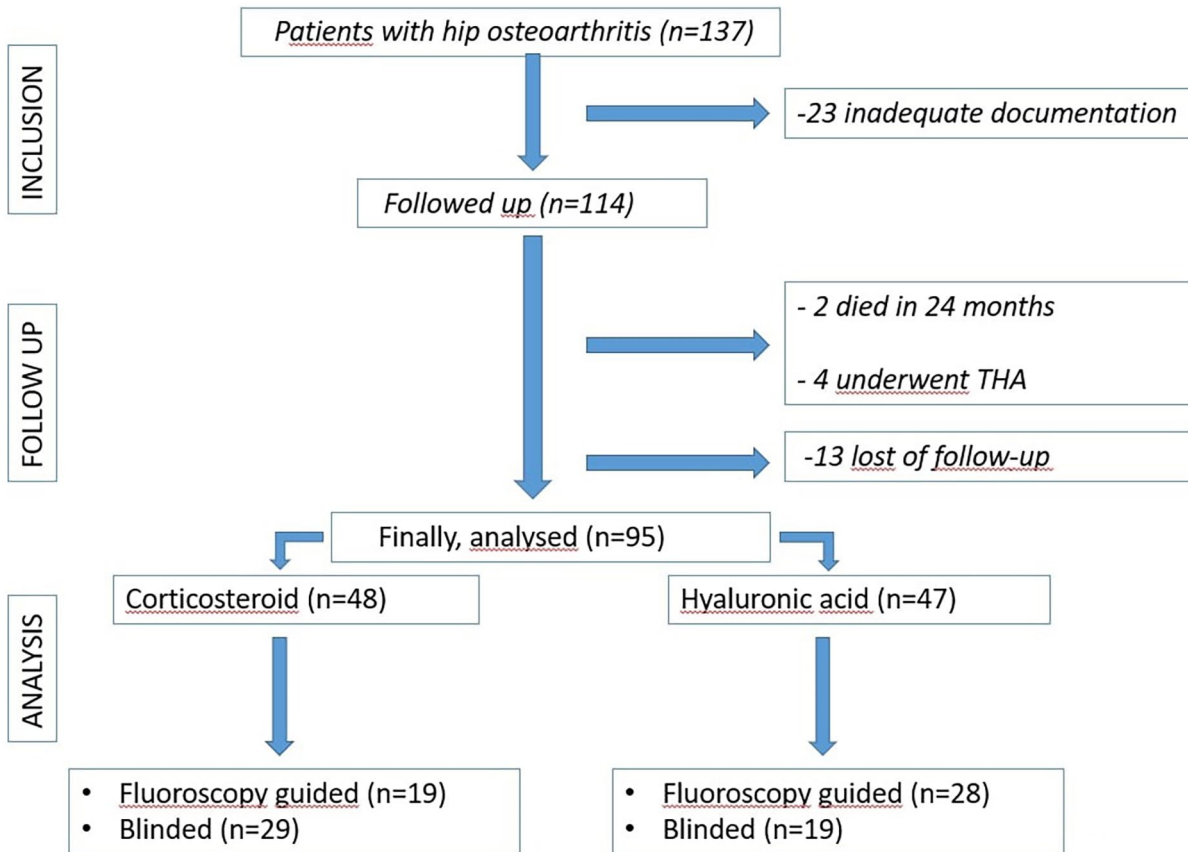 Patients with hip osteoarthritis (n=137)
INCLUSION
-23 inadequate documentation
Followed up (n=114)
FOLLOW UP
- 2 died in 24 months
- 4 underwent THA
-13 lost of follow-up
Finally, analysed (n=95)
ANALYSIS
Corticosteroid (n=48)
Hyaluronic acid (n=47)
• Fluoroscopy guided (n=19)
• Blinded (n=29)
• Fluoroscopy guided (n=28)
• Blinded (n=19)